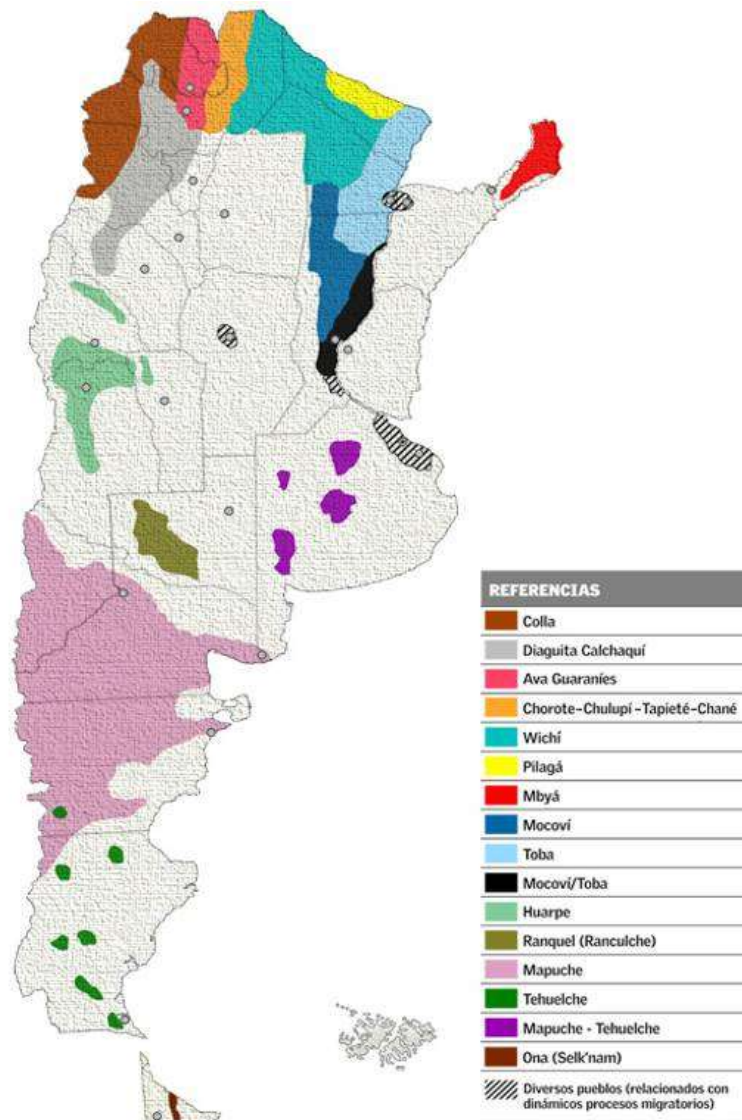 REFERENCIAS
Colla
Diaguita Calchaquí
Ava Guaraníes
Chorote-Chulupí -Tapieté-Chané
Wichí
Pilagá
Mbyá
Mocoví
Toba
Mocoví/Toba
Huarpe
Ranquel (Ranculche)
Mapuche
Tehuelche
Mapuche - Tehuelche
Ona (Selk'nam)
Diversos pueblos (relacionados con
dinámicos procesos migratorios)